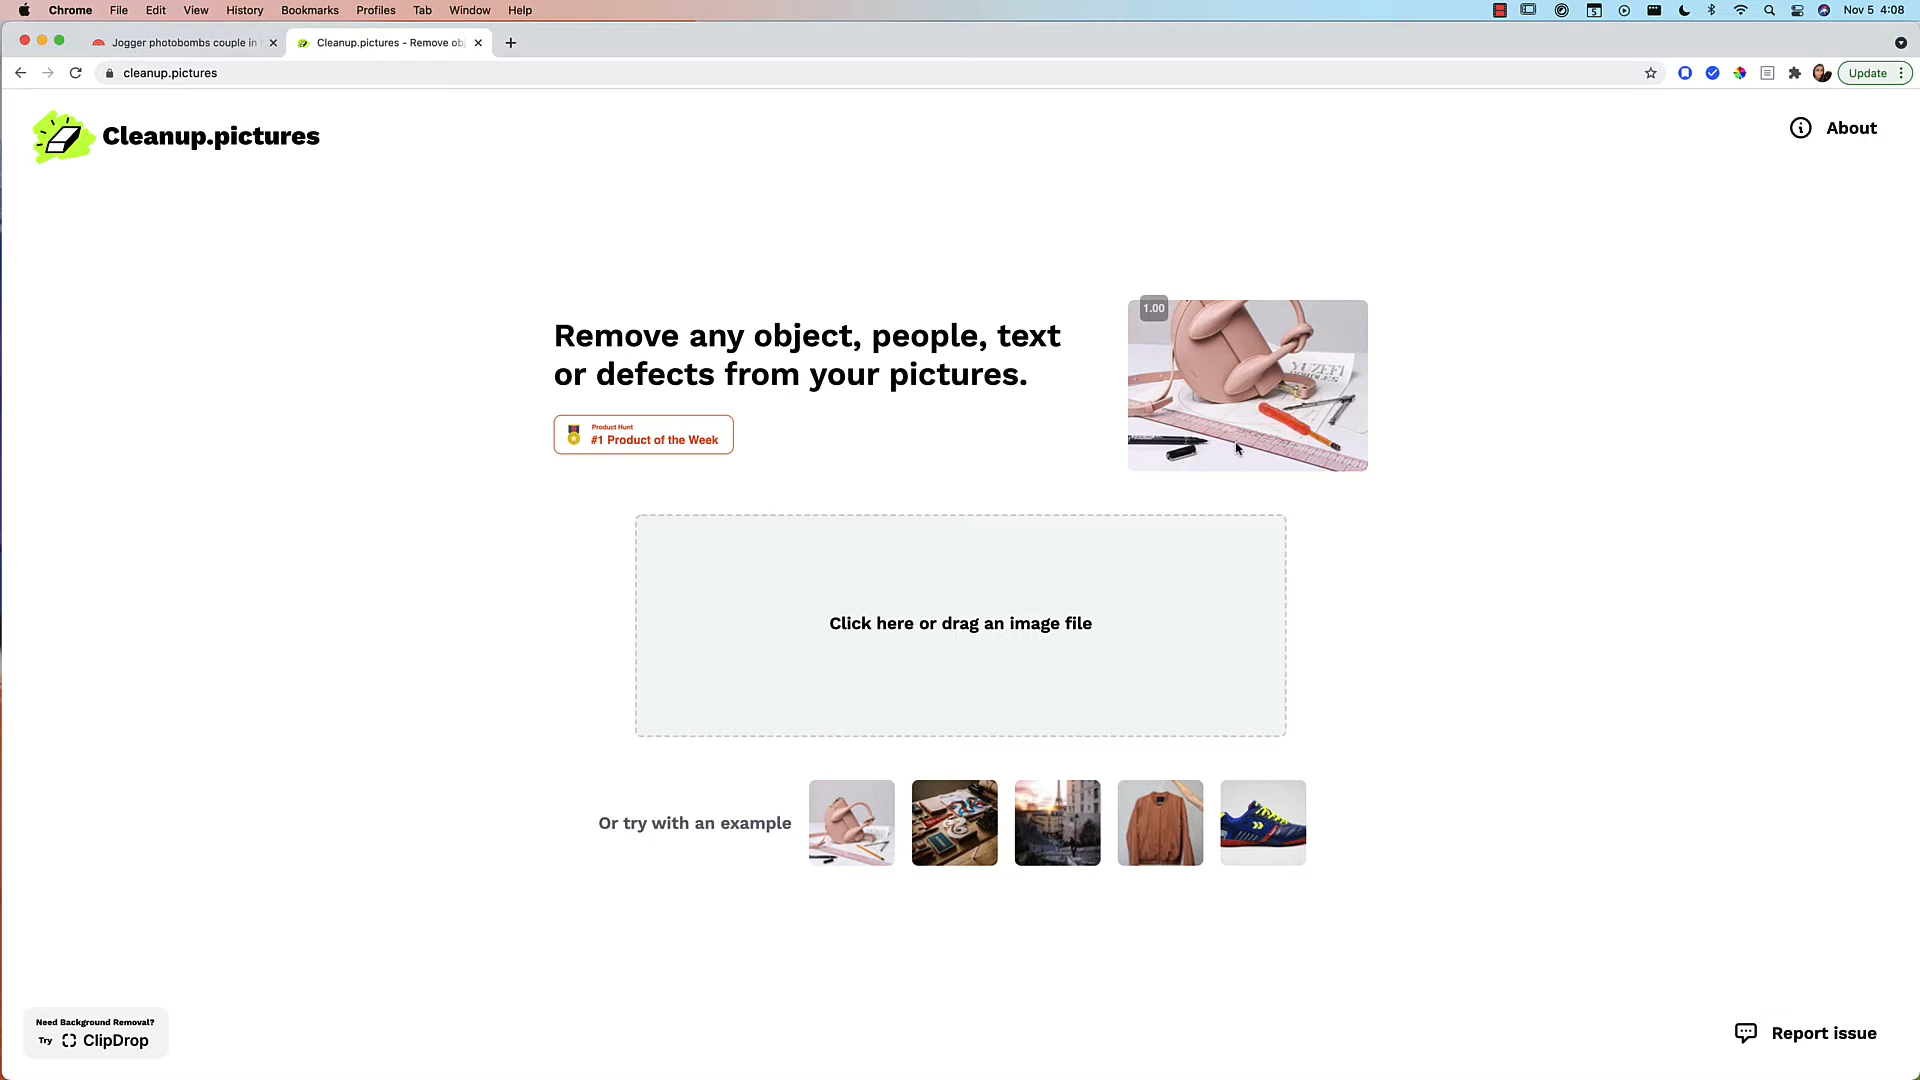 Chrome File Edit View History Bookmarks Profiles Tab Window Help
Nov 5 4:08
Jogger photobombs couple in
Cleanup.pictures - Remove obj
cleanup.pictures
Update
Cleanup.pictures
About
Remove any object, people, text
or defects from your pictures.
Product Hunt
#1 Product of the Week
1.00
YUZEFI
Click here or drag an image file
Or try with an example
Need Background Removal?
Try ClipDrop
Report issue